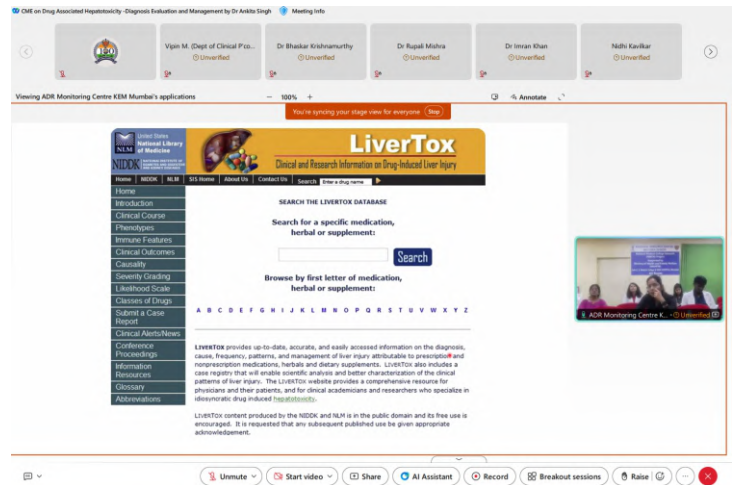 CME on Drug Associated Hepatotoxicity -Diagnosis Evaluation and Management by Dr Ankita Singh Meeting Info
Vipin M. (Dept of Clinical P'co...
Unverified
Dr Bhaskar Krishnamurthy
Unverified
Dr Rupali Mishra
Unverified
Dr Imran Khan
Unverified
Nidhi Kavilkar
Unverified
Viewing ADR Monitoring Centre KEM Mumbai's applications
− 100% +
Annotate
You're syncing your stage view for everyone Stop
United States
National Library
of Medicine
NLM
NIDDK
LiverTox
Clinical and Research Information on Drug-Induced Liver Injury
Home NIDDK NLM SIS Home About Us Contact Us Search Enter a drug name
Home
Introduction
Clinical Course
Phenotypes
Immune Features
Clinical Outcomes
Causality
Severity Grading
Likelihood Scale
Classes of Drugs
Submit a Case
Report
Clinical Alerts/News
Conference
Proceedings
Information
Resources
Glossary
Abbreviations
SEARCH THE LIVERTOX DATABASE
Search for a specific medication,
herbal or supplement:
Search
Browse by first letter of medication,
herbal or supplement:
A B C D E F G H I J K L M N O P Q R S T U V W X Y Z
LIVERTOX provides up-to-date, accurate, and easily accessed information on the diagnosis,
cause, frequency, patterns, and management of liver injury attributable to prescription and
nonprescription medications, herbals and dietary supplements. LIVERTOX also includes a
case registry that will enable scientific analysis and better characterization of the clinical
patterns of liver injury. The LIVERTOX website provides a comprehensive resource for
physicians and their patients, and for clinical academicians and researchers who specialize in
idiosyncratic drug induced hepatotoxicity.
LIVERTOX content produced by the NIDDK and NLM is in the public domain and its free use is
encouraged. It is requested that any subsequent published use be given appropriate
acknowledgement.
ADR Monitoring Centre K... - Unverified
Unmute
Start video
Share
AI Assistant
Record
Breakout sessions
Raise